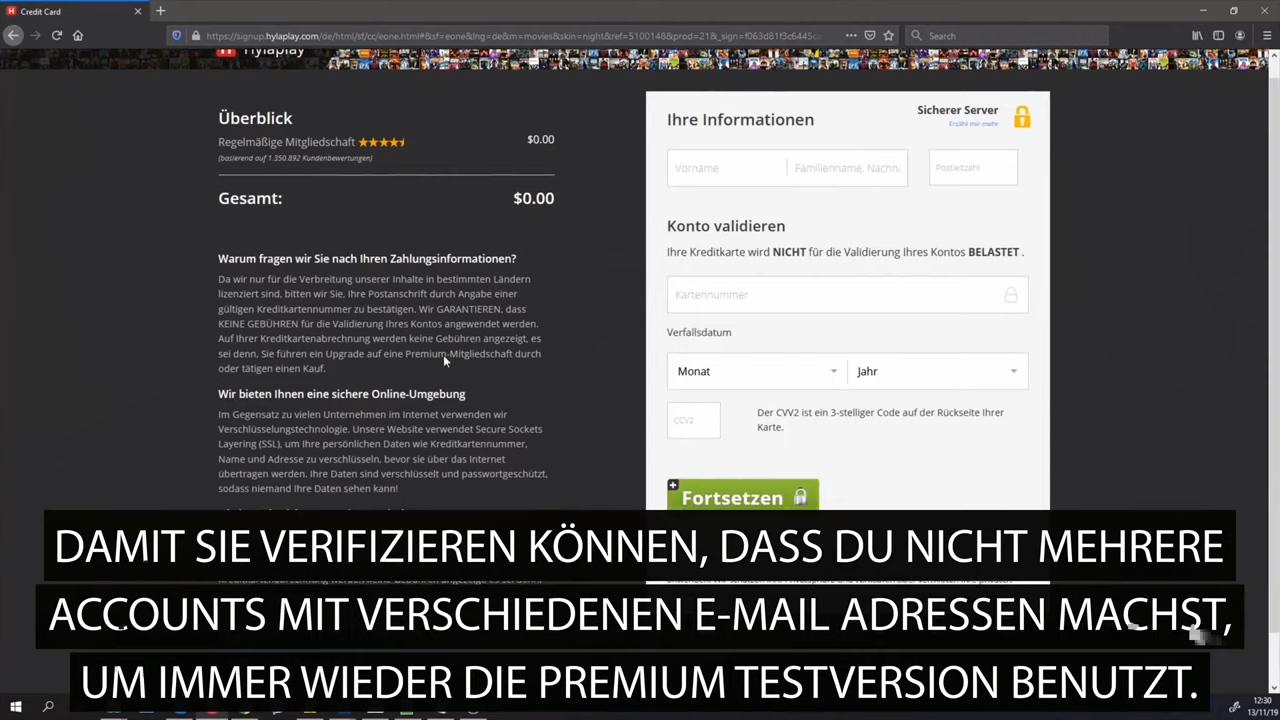 Credit Card
https://signup.hylaplay.com/de/html/sf/cc/eone.html#&sf=eone&lng=de&m=movies&skin=night&ref=5100148&prod=21&_sign=f063d81f3c6445c
Search
Hylaplay
Überblick
Regelmäßige Mitgliedschaft
$0.00
(basierend auf 1.350.892 Kundenbewertungen)
Gesamt:
$0.00
Warum fragen wir Sie nach Ihren Zahlungsinformationen?
Da wir nur für die Verbreitung unserer Inhalte in bestimmten Ländern
lizenziert sind, bitten wir Sie, Ihre Postanschrift durch Angabe einer
gültigen Kreditkartennummer zu bestätigen. Wir GARANTIEREN, dass
KEINE GEBÜHREN für die Validierung Ihres Kontos angewendet werden.
Auf Ihrer Kreditkartenabrechnung werden keine Gebühren angezeigt, es
sei denn, Sie führen ein Upgrade auf eine Premium-Mitgliedschaft durch
oder tätigen einen Kauf.
Wir bieten Ihnen eine sichere Online-Umgebung
Im Gegensatz zu vielen Unternehmen im Internet verwenden wir
Verschlüsselungstechnologie. Unsere Website verwendet Secure Sockets
Layering (SSL), um Ihre persönlichen Daten wie Kreditkartennummer,
Name und Adresse zu verschlüsseln, bevor sie über das Internet
übertragen werden. Ihre Daten sind verschlüsselt und passwortgeschützt,
sodass niemand Ihre Daten sehen kann!
Ihre Informationen
Sicherer Server
Erzähl mir mehr
Vorname
Familienname, Nachn
Postleitzahl
Konto validieren
Ihre Kreditkarte wird NICHT für die Validierung Ihres Kontos BELASTET .
Kartennummer
Verfallsdatum
Monat
Jahr
CCV2
Der CVV2 ist ein 3-stelliger Code auf der Rückseite Ihrer
Karte.
Fortsetzen
DAMIT SIE VERIFIZIEREN KÖNNEN, DASS DU NICHT MEHRERE
ACCOUNTS MIT VERSCHIEDENEN E-MAIL ADRESSEN MACHST,
UM IMMER WIEDER DIE PREMIUM TESTVERSION BENUTZT.
12:30
13/11/19